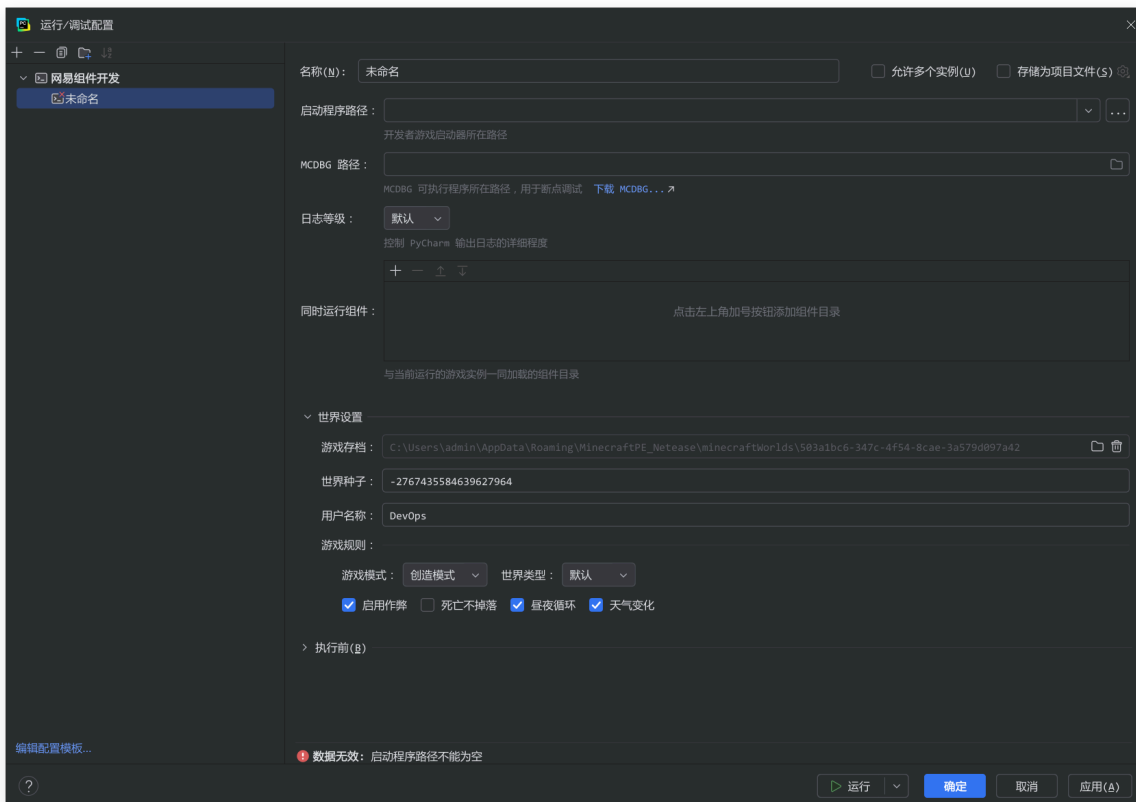 运行/调试配置
网易组件开发
未命名
名称(N)： 未命名 允许多个实例(U) 存储为项目文件(S)
启动程序路径：
开发者游戏启动器所在路径
MCDBG 路径：
MCDBG 可执行程序所在路径，用于断点调试 下载 MCDBG...↗
日志等级： 默认
控制 PyCharm 输出日志的详细程度
同时运行组件： 点击左上角加号按钮添加组件目录
与当前运行的游戏实例一同加载的组件目录
世界设置
游戏存档： C:\Users\admin\AppData\Roaming\MinecraftPE_Netease\minecraftWorlds\503a1bc6-347c-4f54-8cae-3a579d097a42
世界种子： -2767435584639627964
用户名称： DevOps
游戏规则：
游戏模式： 创造模式 世界类型： 默认
启用作弊 死亡不掉落 昼夜循环 天气变化
执行前(B)
编辑配置模板...
数据无效：启动程序路径不能为空
? 运行 确定 取消 应用(A)